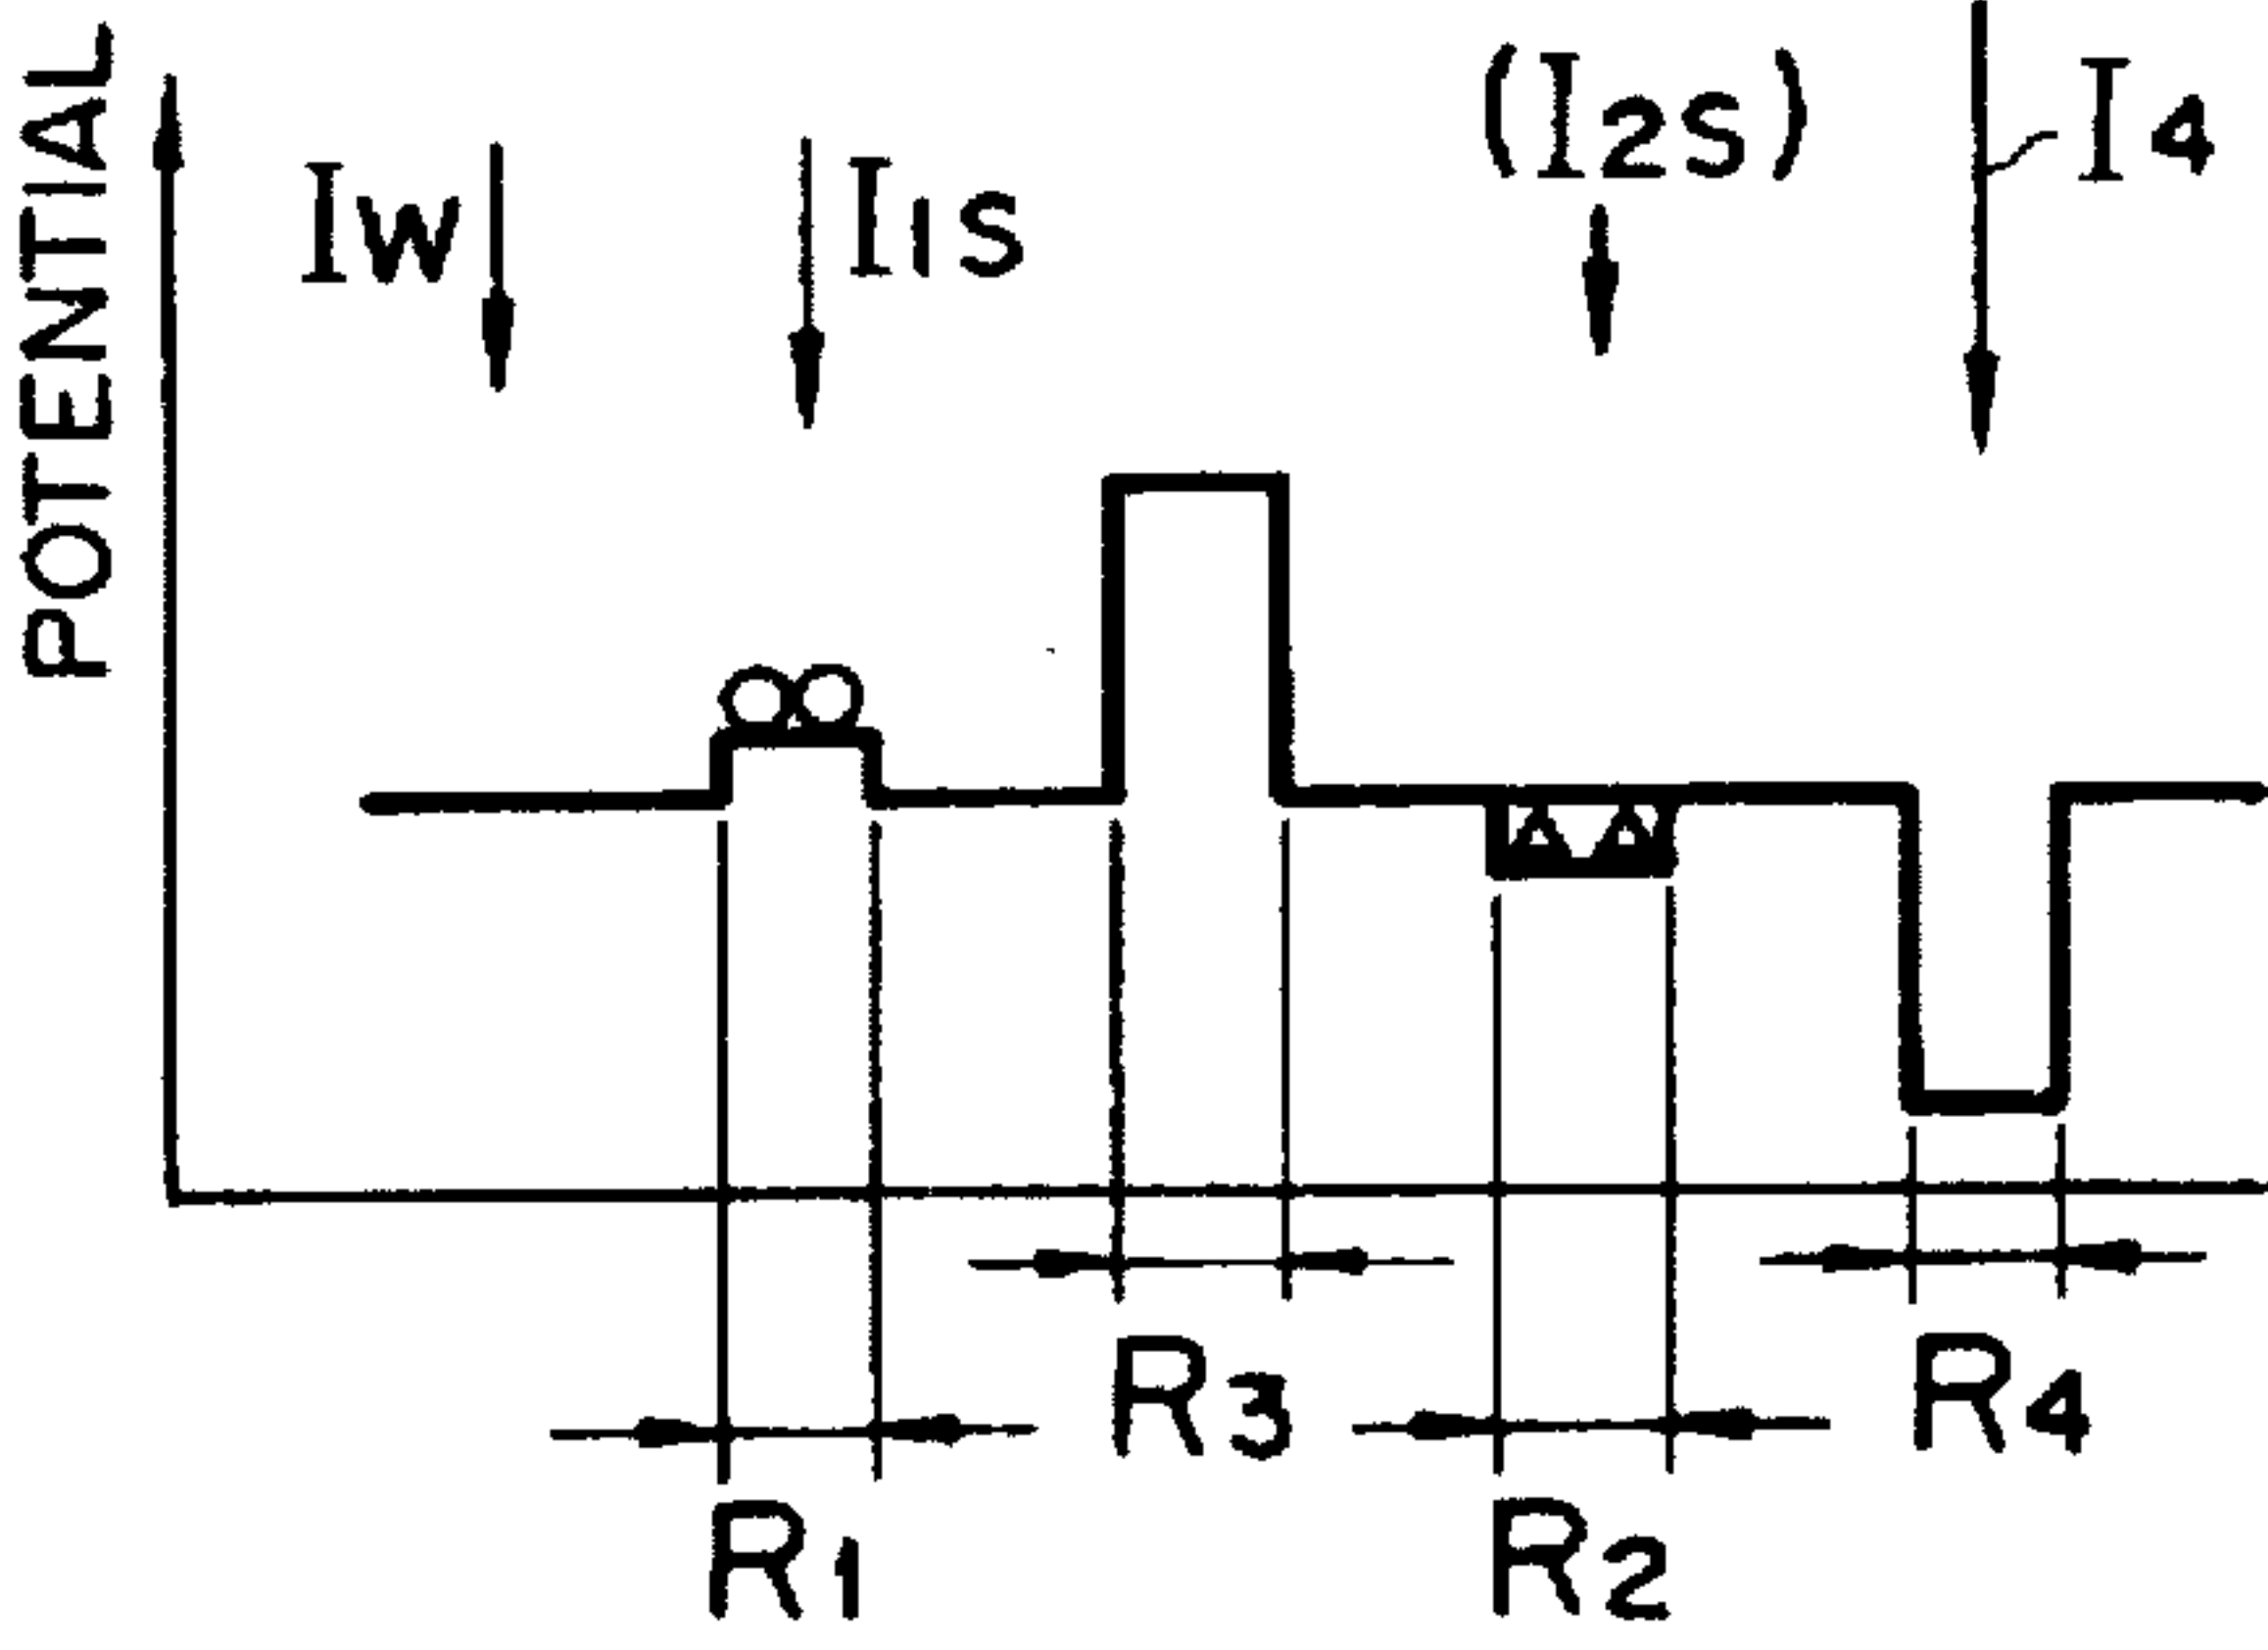 POTENTIAL
Iw
I1s
(I2s)
I4
R3
R4
R1
R2